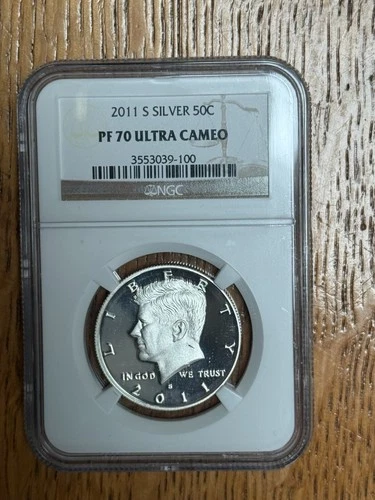 2011 S SILVER 50C
PF 70 ULTRA CAMEO
3553039-100
NGC
LIBERTY
IN GOD WE TRUST
S
2011